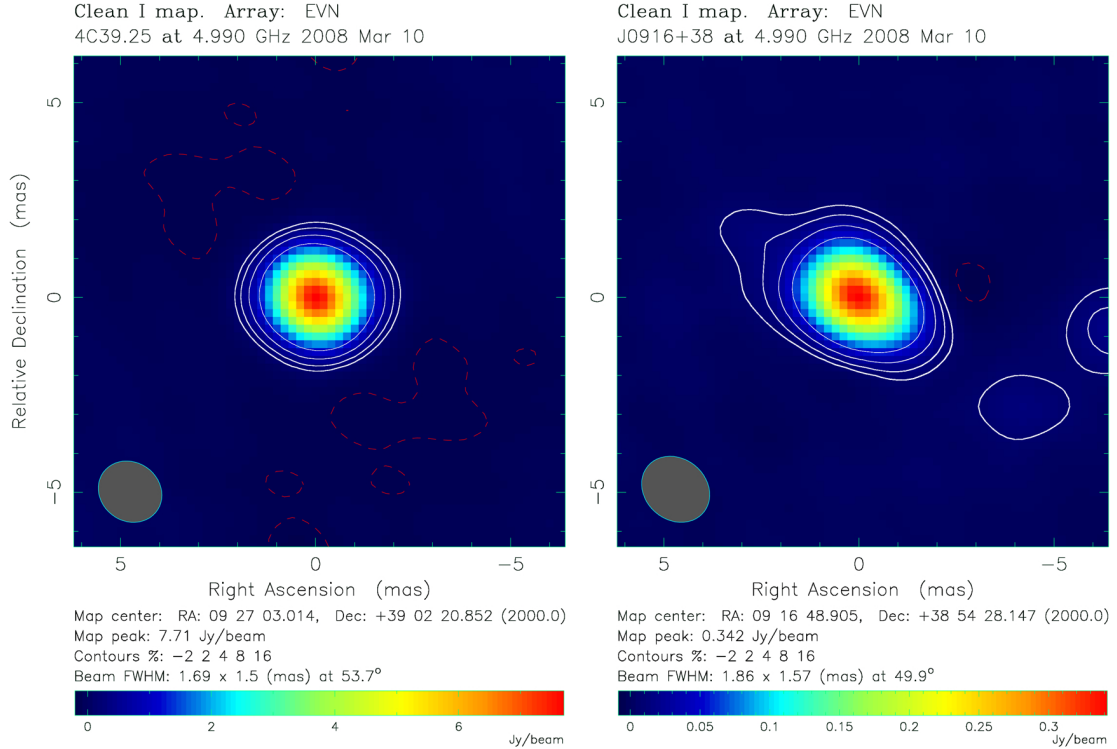 Clean I map. Array: EVN
4C39.25 at 4.990 GHz 2008 Mar 10
Relative Declination (mas)
5
0
−5
5 0 −5
Right Ascension (mas)
Map center: RA: 09 27 03.014, Dec: +39 02 20.852 (2000.0)
Map peak: 7.71 Jy/beam
Contours %: −2 2 4 8 16
Beam FWHM: 1.69 x 1.5 (mas) at 53.7°
0 2 4 6
Jy/beam
Clean I map. Array: EVN
J0916+38 at 4.990 GHz 2008 Mar 10
5
0
−5
5 0 −5
Right Ascension (mas)
Map center: RA: 09 16 48.905, Dec: +38 54 28.147 (2000.0)
Map peak: 0.342 Jy/beam
Contours %: −2 2 4 8 16
Beam FWHM: 1.86 x 1.57 (mas) at 49.9°
0 0.05 0.1 0.15 0.2 0.25 0.3
Jy/beam